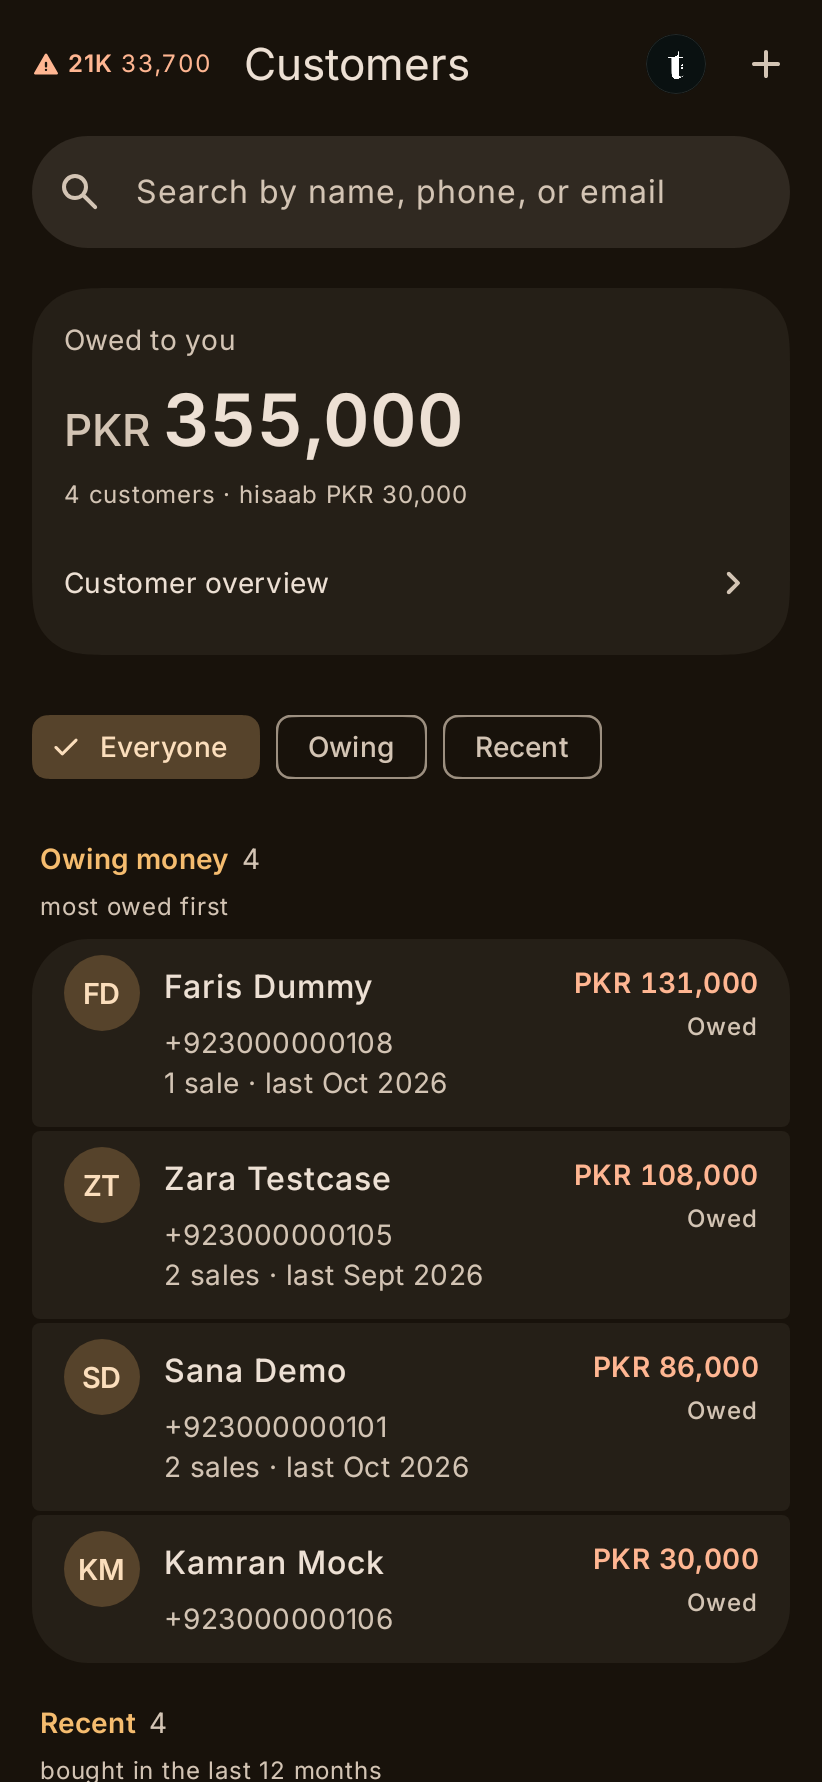 21K 33,700 Customers t
Search by name, phone, or email
Owed to you
PKR 355,000
4 customers · hisaab PKR 30,000
Customer overview
Everyone Owing Recent
Owing money 4
most owed first
FD Faris Dummy PKR 131,000
Owed
+923000000108
1 sale · last Oct 2026
ZT Zara Testcase PKR 108,000
Owed
+923000000105
2 sales · last Sept 2026
SD Sana Demo PKR 86,000
Owed
+923000000101
2 sales · last Oct 2026
KM Kamran Mock PKR 30,000
Owed
+923000000106
Recent 4
bought in the last 12 months